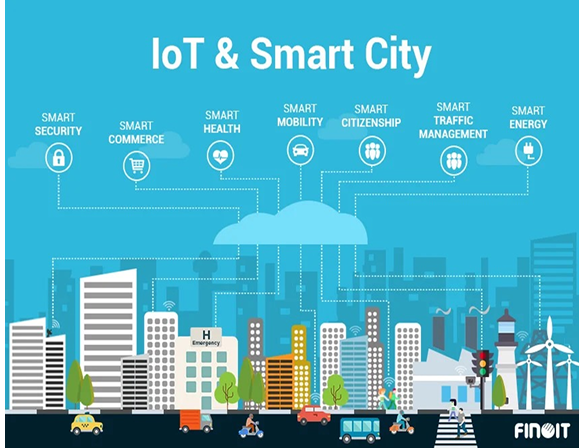 IoT & Smart City
SMART
SECURITY
SMART
COMMERCE
SMART
HEALTH
SMART
MOBILITY
SMART
CITIZENSHIP
SMART
TRAFFIC
MANAGEMENT
SMART
ENERGY
H
Emergency
FINOIT